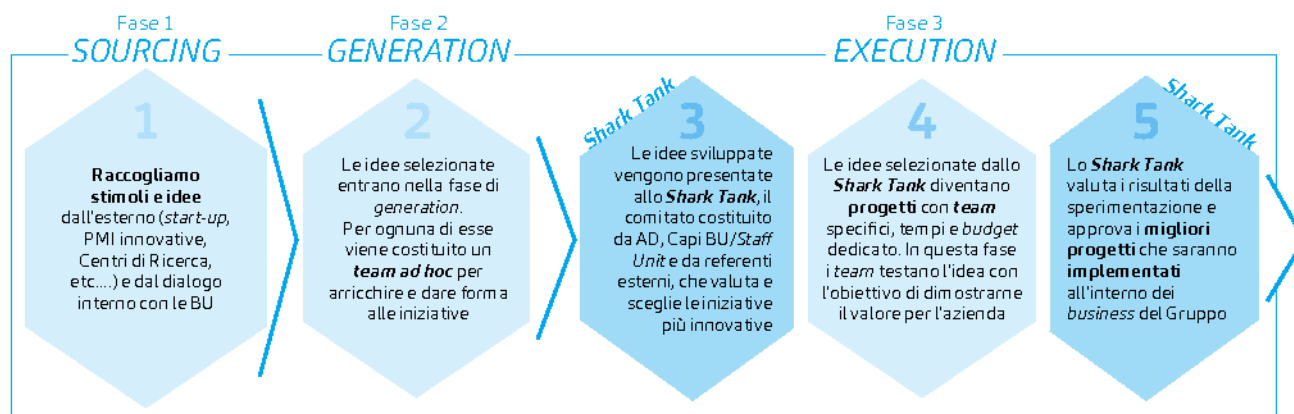 Fase 1
SOURCING
Fase 2
GENERATION
Fase 3
EXECUTION
1
Raccogliamo
stimoli e idee
dall'esterno (start-up,
PMI innovative,
Centri di Ricerca,
etc....) e dal dialogo
interno con le BU
2
Le idee selezionate
entrano nella fase di
generation.
Per ognuna di esse
viene costituito un
team ad hoc per
arricchire e dare forma
alle iniziative
Shark Tank
3
Le idee sviluppate
vengono presentate
allo Shark Tank, il
comitato costituito
da AD, Capi BU/Staff
Unit e da referenti
esterni, che valuta e
sceglie le iniziative
più innovative
4
Le idee selezionate dallo
Shark Tank diventano
progetti con team
specifici, tempi e budget
dedicato. In questa fase
i team testano l'idea con
l'obiettivo di dimostrarne
il valore per l'azienda
Shark Tank
5
Lo Shark Tank
valuta i risultati della
sperimentazione e
approva i migliori
progetti che saranno
implementati
all'interno dei
business del Gruppo